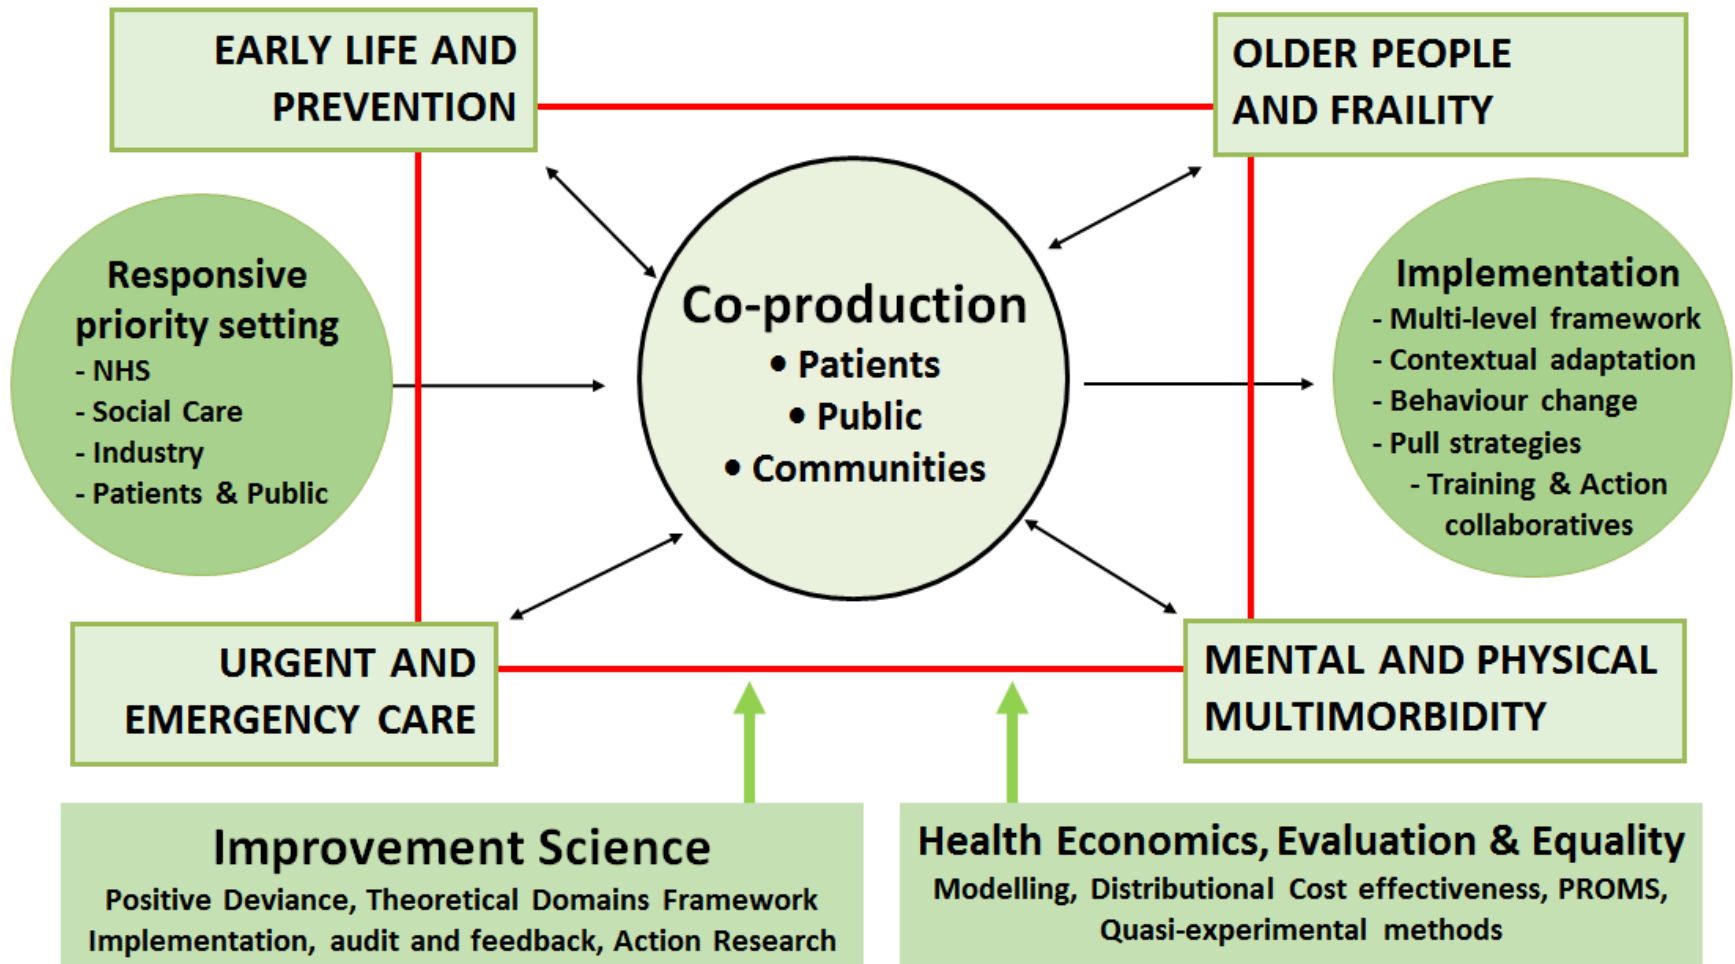 EARLY LIFE AND
PREVENTION
OLDER PEOPLE
AND FRAILITY
Responsive
priority setting
- NHS
- Social Care
- Industry
- Patients & Public
Co-production
• Patients
• Public
• Communities
Implementation
- Multi-level framework
- Contextual adaptation
- Behaviour change
- Pull strategies
- Training & Action
collaboratives
URGENT AND
EMERGENCY CARE
MENTAL AND PHYSICAL
MULTIMORBIDITY
Improvement Science
Positive Deviance, Theoretical Domains Framework
Implementation, audit and feedback, Action Research
Health Economics, Evaluation & Equality
Modelling, Distributional Cost effectiveness, PROMS,
Quasi-experimental methods